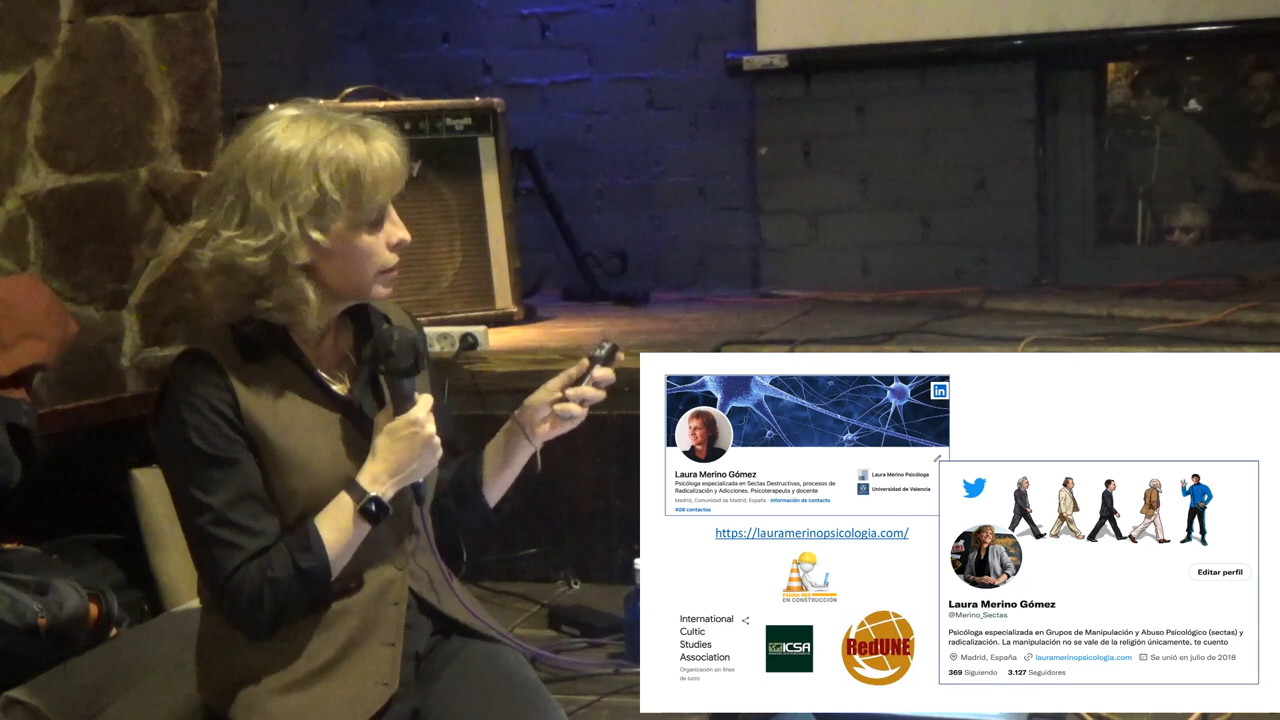 Bandit
in
Laura Merino Gómez
Psicóloga especializada en Sectas Destructivas, procesos de
Radicalización y Adicciones. Psicoterapeuta y docente
Madrid, Comunidad de Madrid, España · Información de contacto
408 contactos
Laura Merino Psicóloga
Universidad de Valencia
https://lauramerinopsicologia.com/
PÁGINA WEB
EN CONSTRUCCIÓN
International
Cultic
Studies
Association
Organización sin fines
de lucro
ICSA
RedUNE
Editar perfil
Laura Merino Gómez
@Merino_Sectas
Psicóloga especializada en Grupos de Manipulación y Abuso Psicológico (sectas) y
radicalización. La manipulación no se vale de la religión únicamente, te cuento
Madrid, España lauramerinopsicologia.com Se unió en julio de 2018
369 Siguiendo 3.127 Seguidores